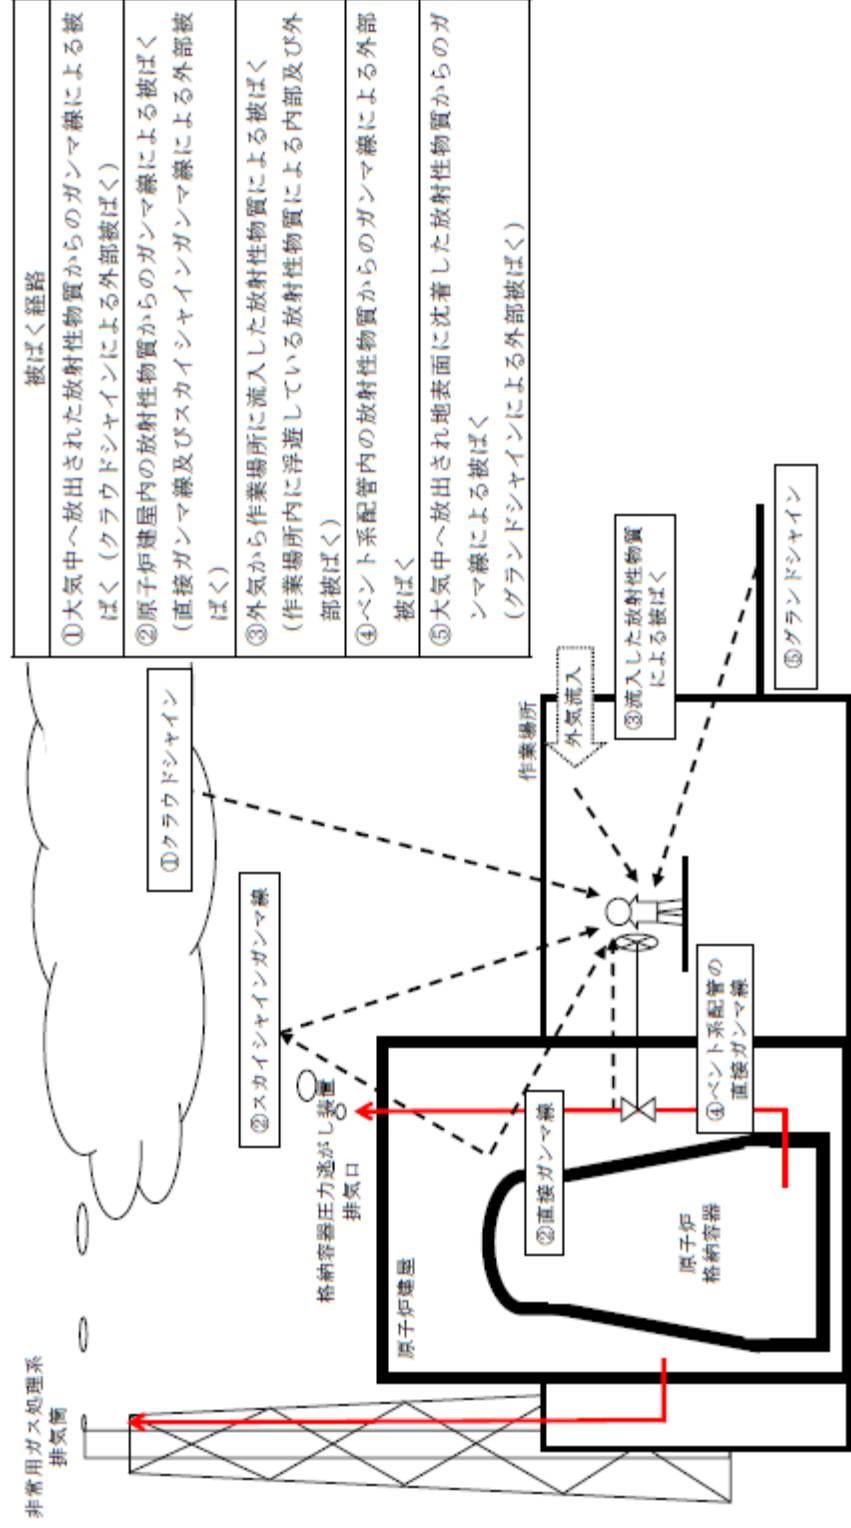 被ばく経路
①大気中へ放出された放射性物質からのガンマ線による被
ばく（クラウドシャインによる外部被ばく）
②原子炉建屋内の放射性物質からのガンマ線による被ばく
（直接ガンマ線及びスカイシャインガンマ線による外部被
ばく）
③外気から作業場所に流入した放射性物質による被ばく
（作業場所内に浮遊している放射性物質による内部及び外
部被ばく）
④ベント系配管内の放射性物質からのガンマ線による外部
被ばく
⑤大気中へ放出され地表面に沈着した放射性物質からのガ
ンマ線による被ばく
（グランドシャインによる外部被ばく）
非常用ガス処理系
排気筒
①クラウドシャイン
②スカイシャインガンマ線
格納容器圧力逃がし装置
排気口
原子炉建屋
②直接ガンマ線
原子炉
格納容器
④ベント系配管の
直接ガンマ線
作業場所
外気流入
③流入した放射性物質
による被ばく
⑤グランドシャイン